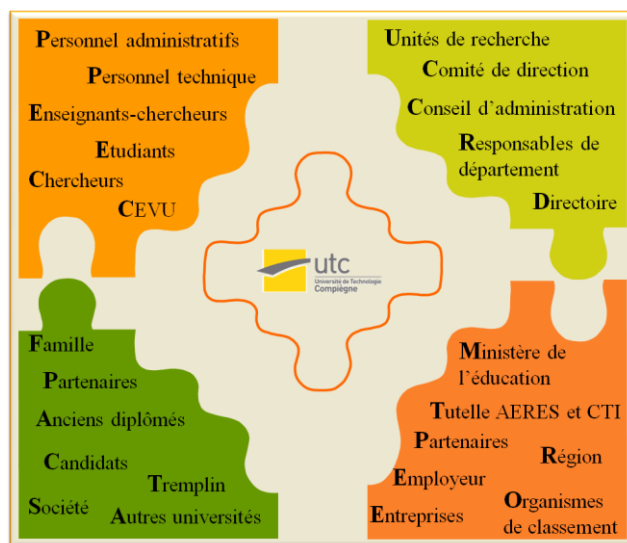 Personnel administratifs
Personnel technique
Enseignants-chercheurs
Etudiants
Chercheurs
CEVU
Unités de recherche
Comité de direction
Conseil d'administration
Responsables de
département
Directoire
utc
Université de Technologie
Compiègne
Famille
Partenaires
Anciens diplômés
Candidats
Tremplin
Société
Autres universités
Ministère de
l'éducation
Tutelle AERES et CTI
Partenaires
Région
Employeur
Entreprises
Organismes
de classement